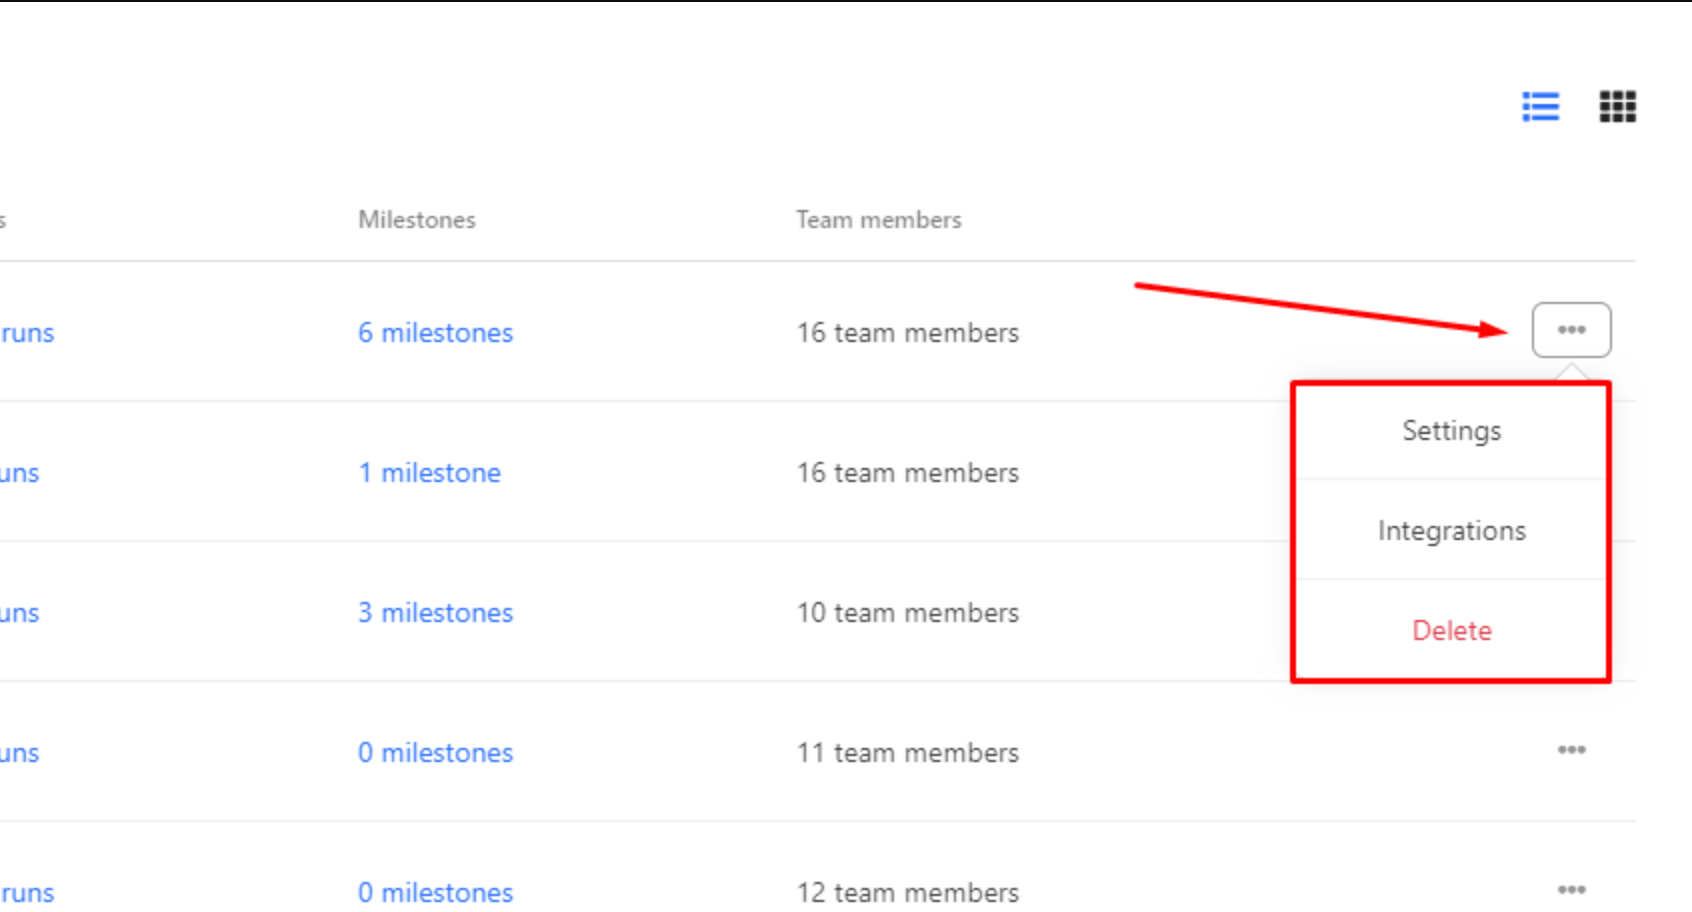 s Milestones Team members
runs 6 milestones 16 team members
Settings
uns 1 milestone 16 team members
Integrations
uns 3 milestones 10 team members
Delete
uns 0 milestones 11 team members
runs 0 milestones 12 team members